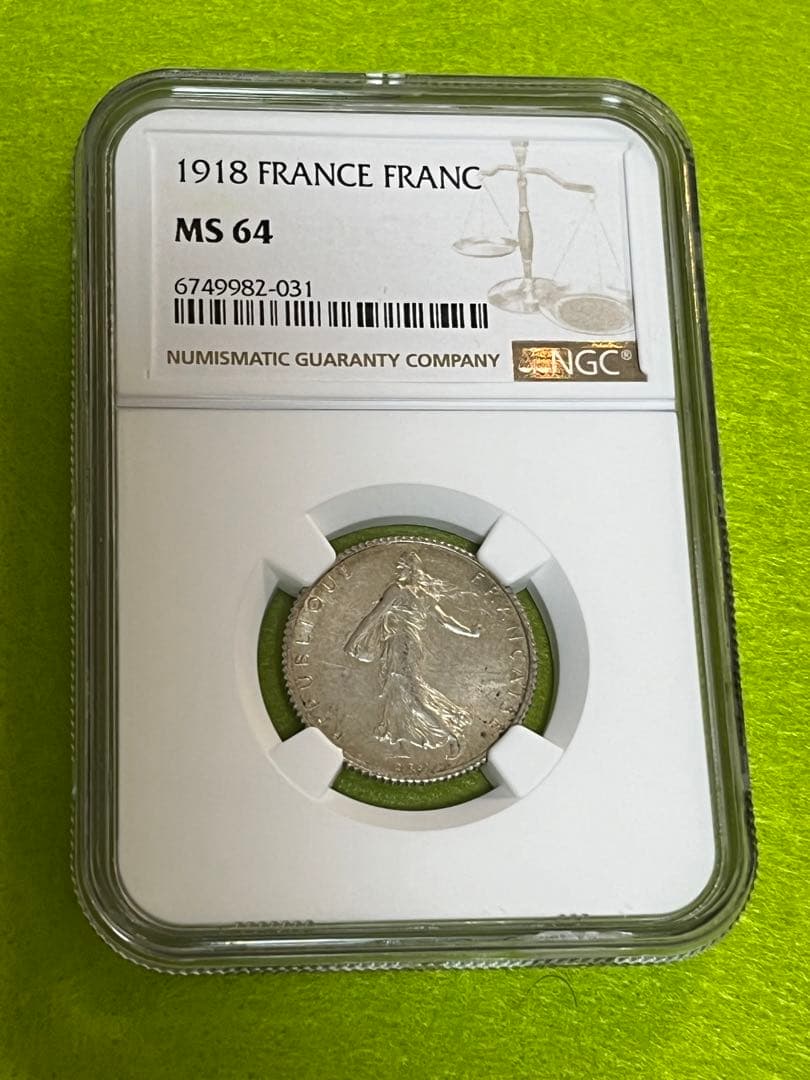 1918 FRANCE FRANC
MS 64
6749982-031
NUMISMATIC GUARANTY COMPANY
NGC®
REPUBLIQUE FRANÇAISE